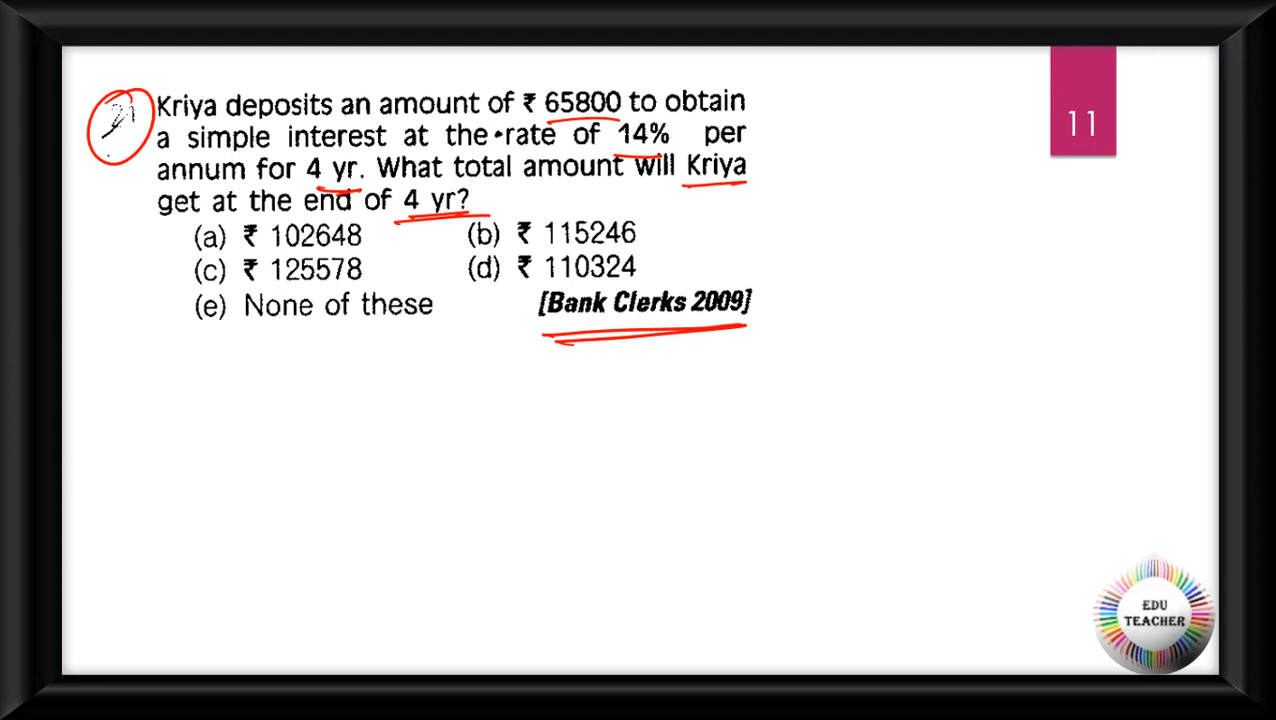 11
Kriya deposits an amount of ₹ 65800 to obtain
a simple interest at the rate of 14% per
annum for 4 yr. What total amount will Kriya
get at the end of 4 yr?
(a) ₹ 102648 (b) ₹ 115246
(c) ₹ 125578 (d) ₹ 110324
(e) None of these [Bank Clerks 2009]
EDU
TEACHER